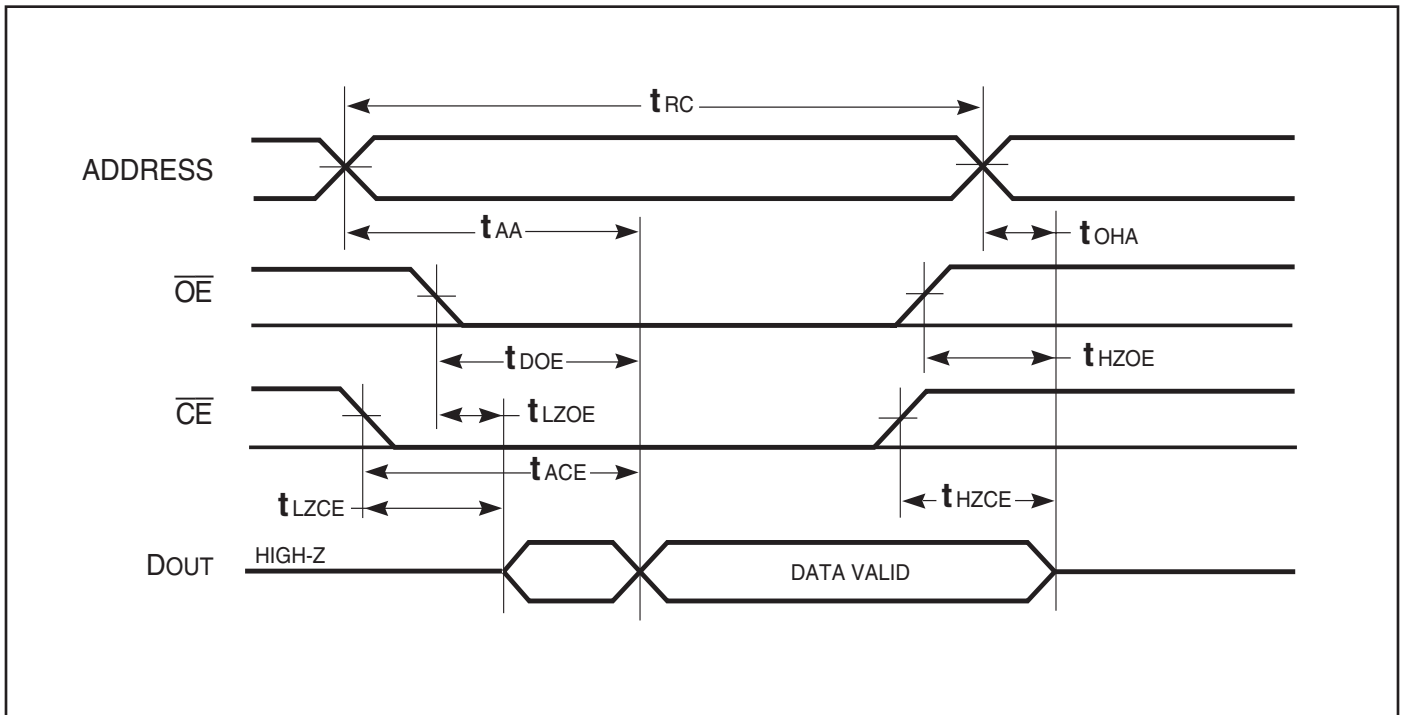 tRC
ADDRESS
tAA
tOHA
OE
tDOE
tHZOE
CE
tLZOE
tACE
tLZCE
tHZCE
DOUT
HIGH-Z
DATA VALID